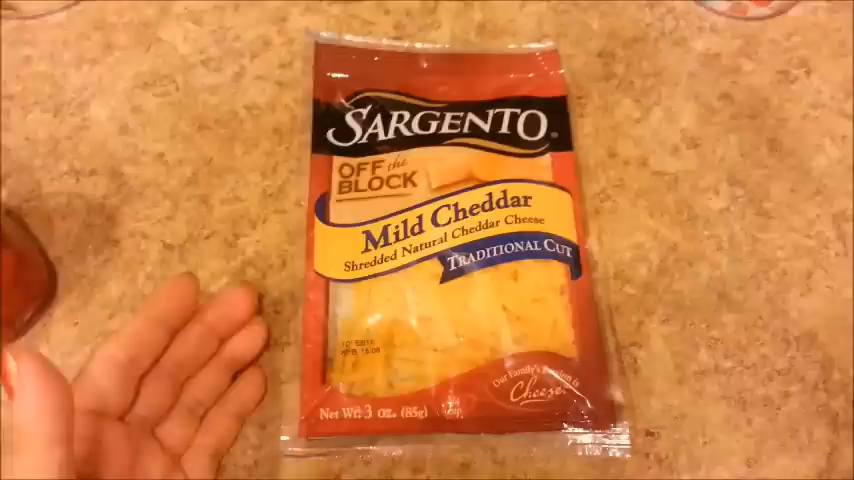 SARGENTO
OFF the
BLOCK
Mild Cheddar
Shredded Natural Cheddar Cheese
TRADITIONAL CUT
Our Family's Passion is
Cheese
Net Wt. 3 oz. (85g)